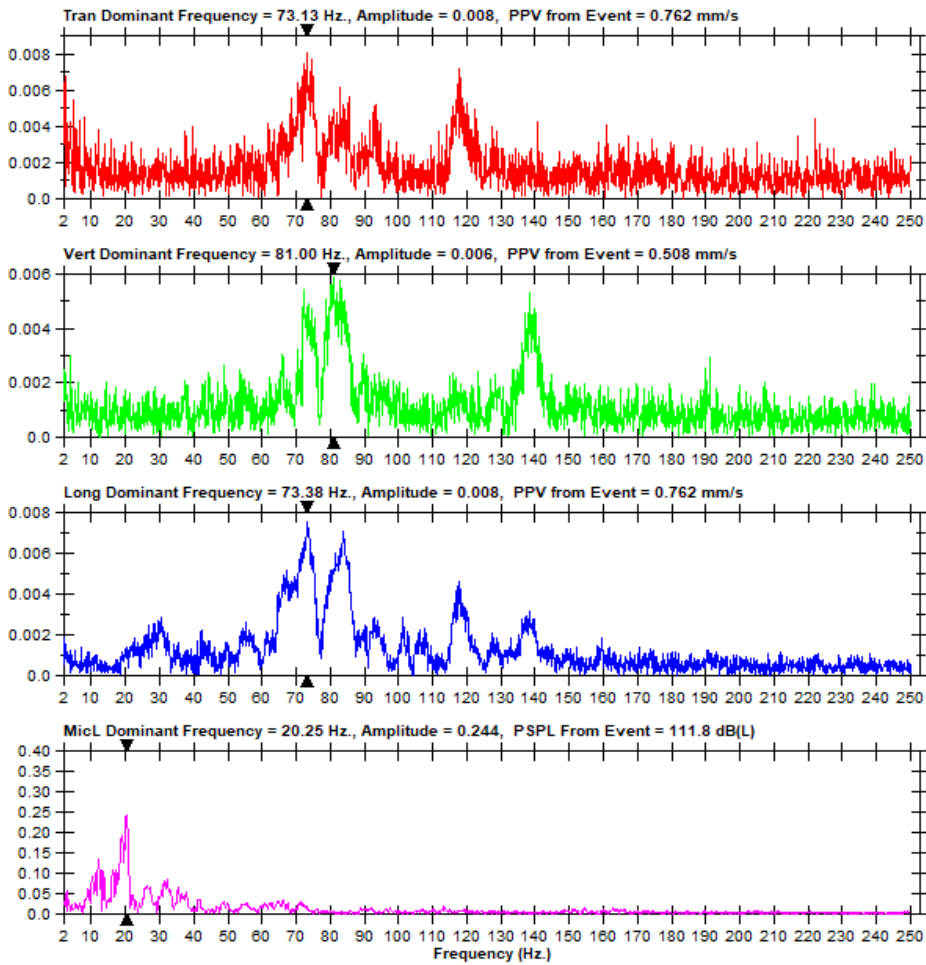 Tran Dominant Frequency = 73.13 Hz., Amplitude = 0.008, PPV from Event = 0.762 mm/s
0.008
0.006
0.004
0.002
0.0
2 10 20 30 40 50 60 70 80 90 100 110 120 130 140 150 160 170 180 190 200 210 220 230 240 250
Vert Dominant Frequency = 81.00 Hz., Amplitude = 0.006, PPV from Event = 0.508 mm/s
0.006
0.004
0.002
0.0
2 10 20 30 40 50 60 70 80 90 100 110 120 130 140 150 160 170 180 190 200 210 220 230 240 250
Long Dominant Frequency = 73.38 Hz., Amplitude = 0.008, PPV from Event = 0.762 mm/s
0.008
0.006
0.004
0.002
0.0
2 10 20 30 40 50 60 70 80 90 100 110 120 130 140 150 160 170 180 190 200 210 220 230 240 250
MicL Dominant Frequency = 20.25 Hz., Amplitude = 0.244, PSPL From Event = 111.8 dB(L)
0.40
0.35
0.30
0.25
0.20
0.15
0.10
0.05
0.0
2 10 20 30 40 50 60 70 80 90 100 110 120 130 140 150 160 170 180 190 200 210 220 230 240 250
Frequency (Hz.)